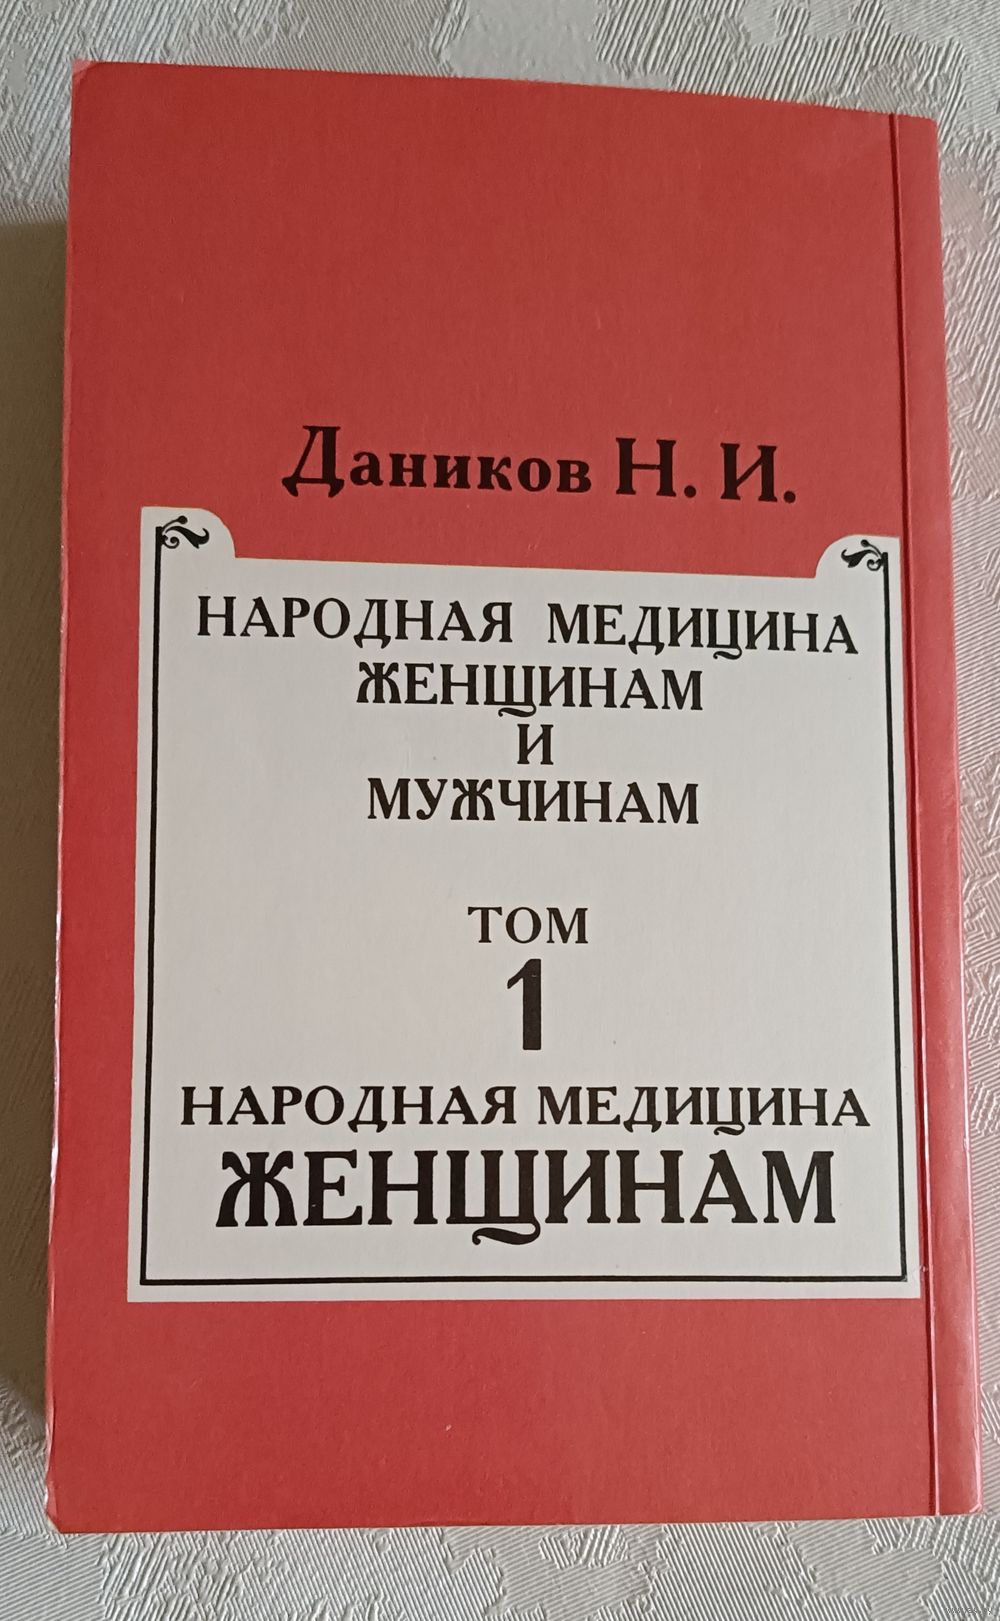 Даников Н. И.
НАРОДНАЯ МЕДИЦИНА
ЖЕНЩИНАМ
И
МУЖЧИНАМ
ТОМ
1
НАРОДНАЯ МЕДИЦИНА
ЖЕНЩИНАМ